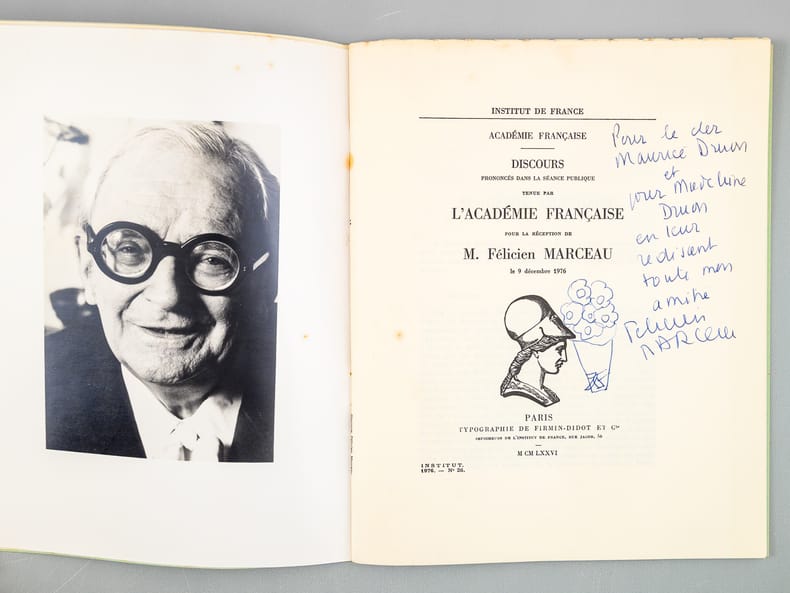 INSTITUT DE FRANCE
ACADÉMIE FRANÇAISE
DISCOURS
PRONONCÉS DANS LA SÉANCE PUBLIQUE
TENUE PAR
L'ACADÉMIE FRANÇAISE
POUR LA RÉCEPTION DE
M. Félicien MARCEAU
le 9 décembre 1976
PARIS
TYPOGRAPHIE DE FIRMIN-DIDOT ET Cie
IMPRIMEUR DE L'INSTITUT DE FRANCE, RUE JACOB, 56
M CM LXXVI
INSTITUT.
1976. — N° 26.
Pour le cher
Maurice Druon
et
pour Madeleine
Druon
en leur
redisant
toute mon
amitié
Félicien
MARCEAU